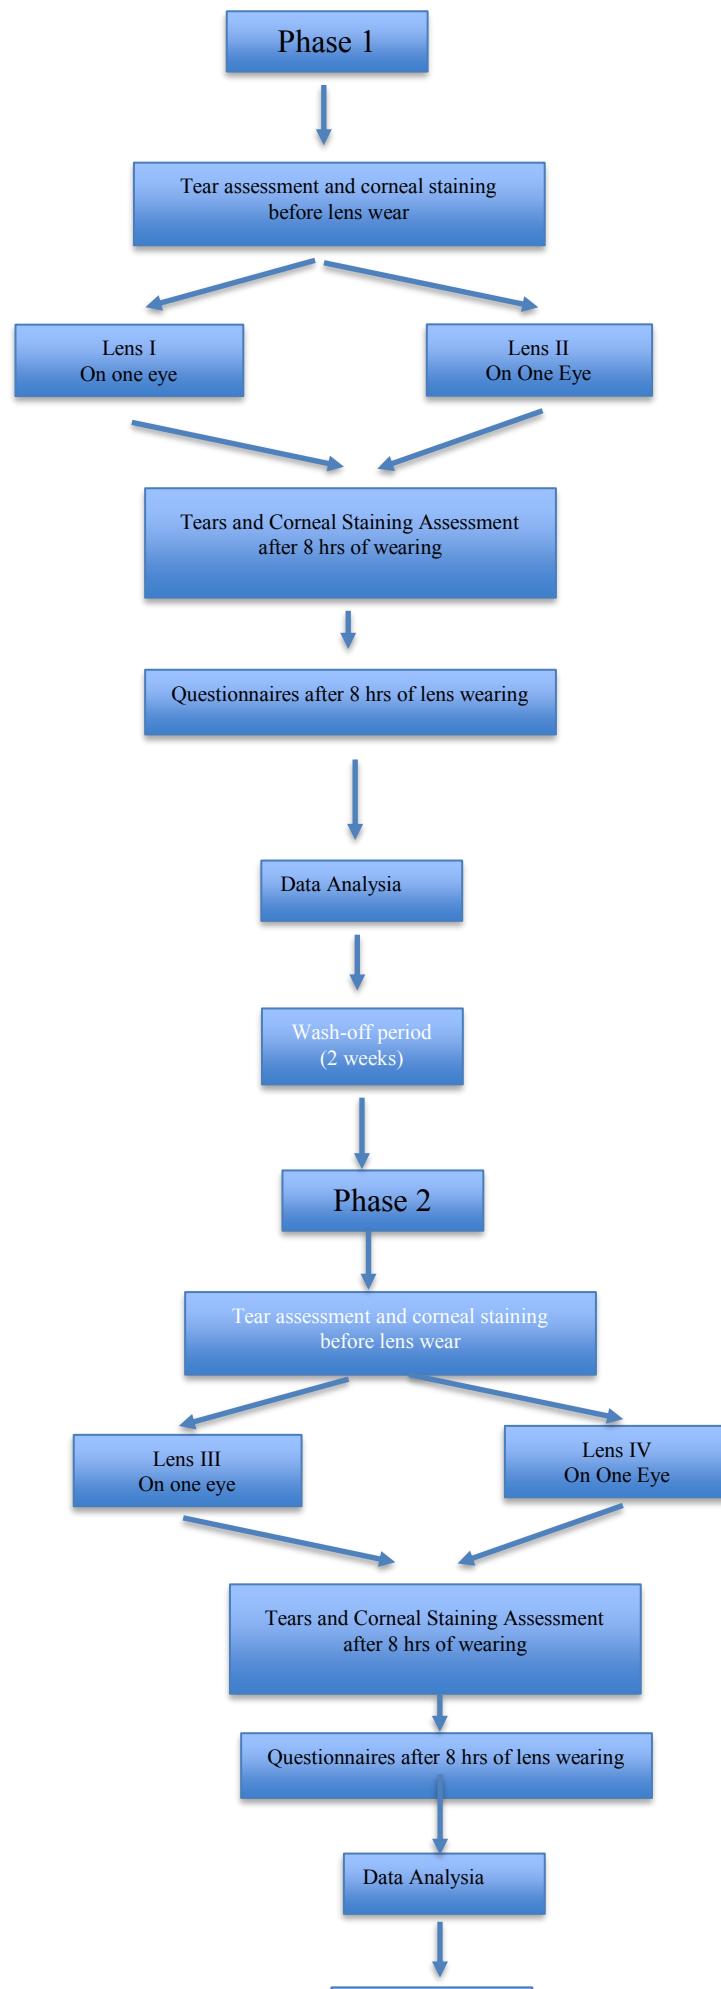 Phase 1
Tear assessment and corneal staining
before lens wear
Lens I
On one eye
Lens II
On One Eye
Tears and Corneal Staining Assessment
after 8 hrs of wearing
Questionnaires after 8 hrs of lens wearing
Data Analysia
Wash-off period
(2 weeks)
Phase 2
Tear assessment and corneal staining
before lens wear
Lens III
On one eye
Lens IV
On One Eye
Tears and Corneal Staining Assessment
after 8 hrs of wearing
Questionnaires after 8 hrs of lens wearing
Data Analysis